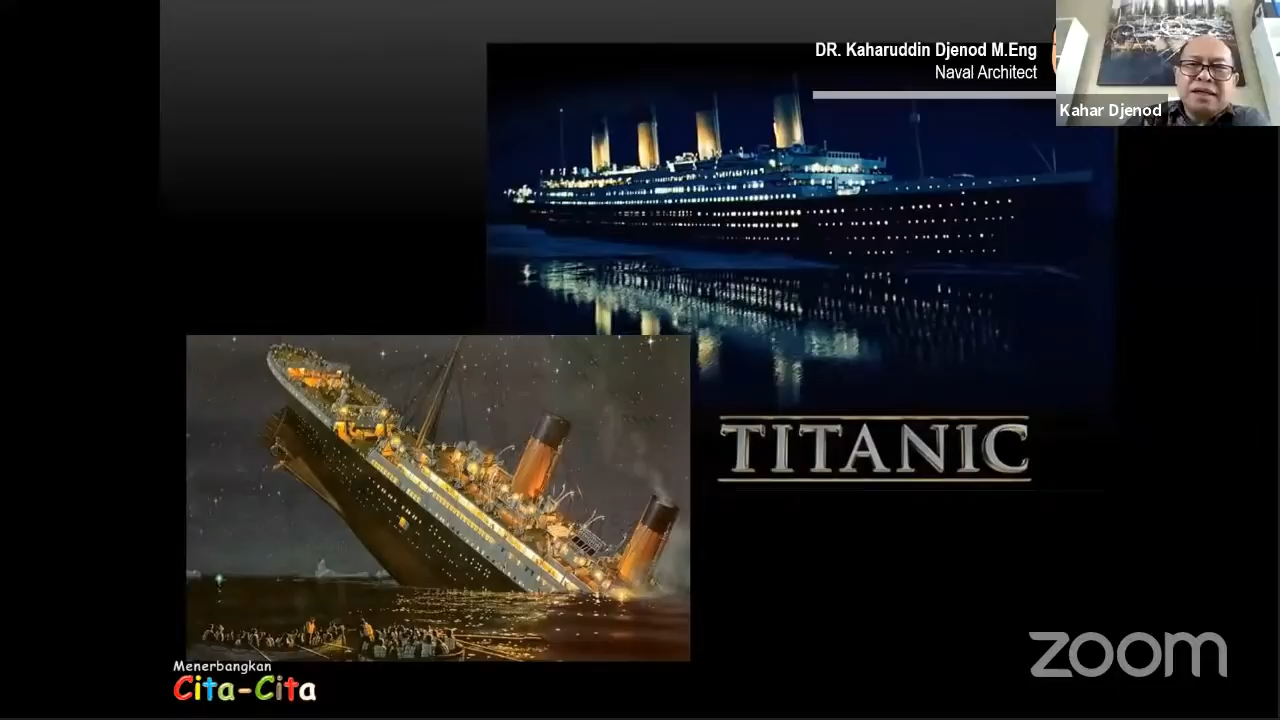 DR. Kaharuddin Djenod M.Eng
Naval Architect
Kahar Djenod
TITANIC
Menerbangkan
Cita-Cita
zoom